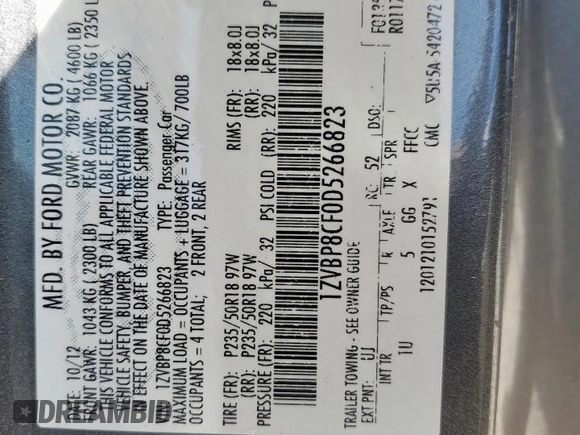 MFD. BY FORD MOTOR CO.
DATE: 10/12 GVWR: 2087 KG ( 4600 LB)
FRONT GAWR: 1043 KG ( 2300 LB) REAR GAWR: 1066 KG ( 2350 LB)
THIS VEHICLE CONFORMS TO ALL APPLICABLE FEDERAL MOTOR
VEHICLE SAFETY, BUMPER, AND THEFT PREVENTION STANDARDS
EFFECT ON THE DATE OF MANUFACTURE SHOWN ABOVE.
VIN: 1ZVBP8CF0D5266823 TYPE: Passenger Car
MAXIMUM LOAD = OCCUPANTS + LUGGAGE = 317KG/ 700LB
OCCUPANTS = 4 TOTAL; 2 FRONT, 2 REAR
TIRE (FR): P235/50R18 97W RIMS (FR): 18x8.0J
(RR): P235/50R18 97W (RR): 18x8.0J
PRESSURE (FR): 220 kPa/ 32 PSI COLD (RR): 220 kPa/ 32 P
1ZVBP8CF0D5266823
TRAILER TOWING - SEE OWNER GUIDE
EXT PNT: UJ RC: 52 DSO:
INT TR TP/PS R AXLE TR SPR
1U 5 GG X FFCC
120121015279 CMC
5U5A-5420472-
DREAMBID